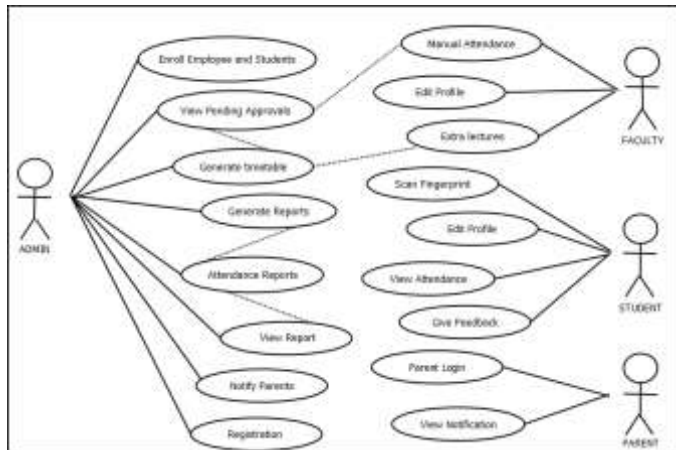 Enroll Employee and Students
Manual Attendance
View Pending Approvals
Edit Profile
Extra lectures
FACULTY
Generate timetable
Scan Fingerprint
Generate Reports
Edit Profile
ADMIN
Attendance Reports
View Attendance
STUDENT
Give Feedback
View Report
Parent Login
Notify Parents
View Notification
Registration
PARENT